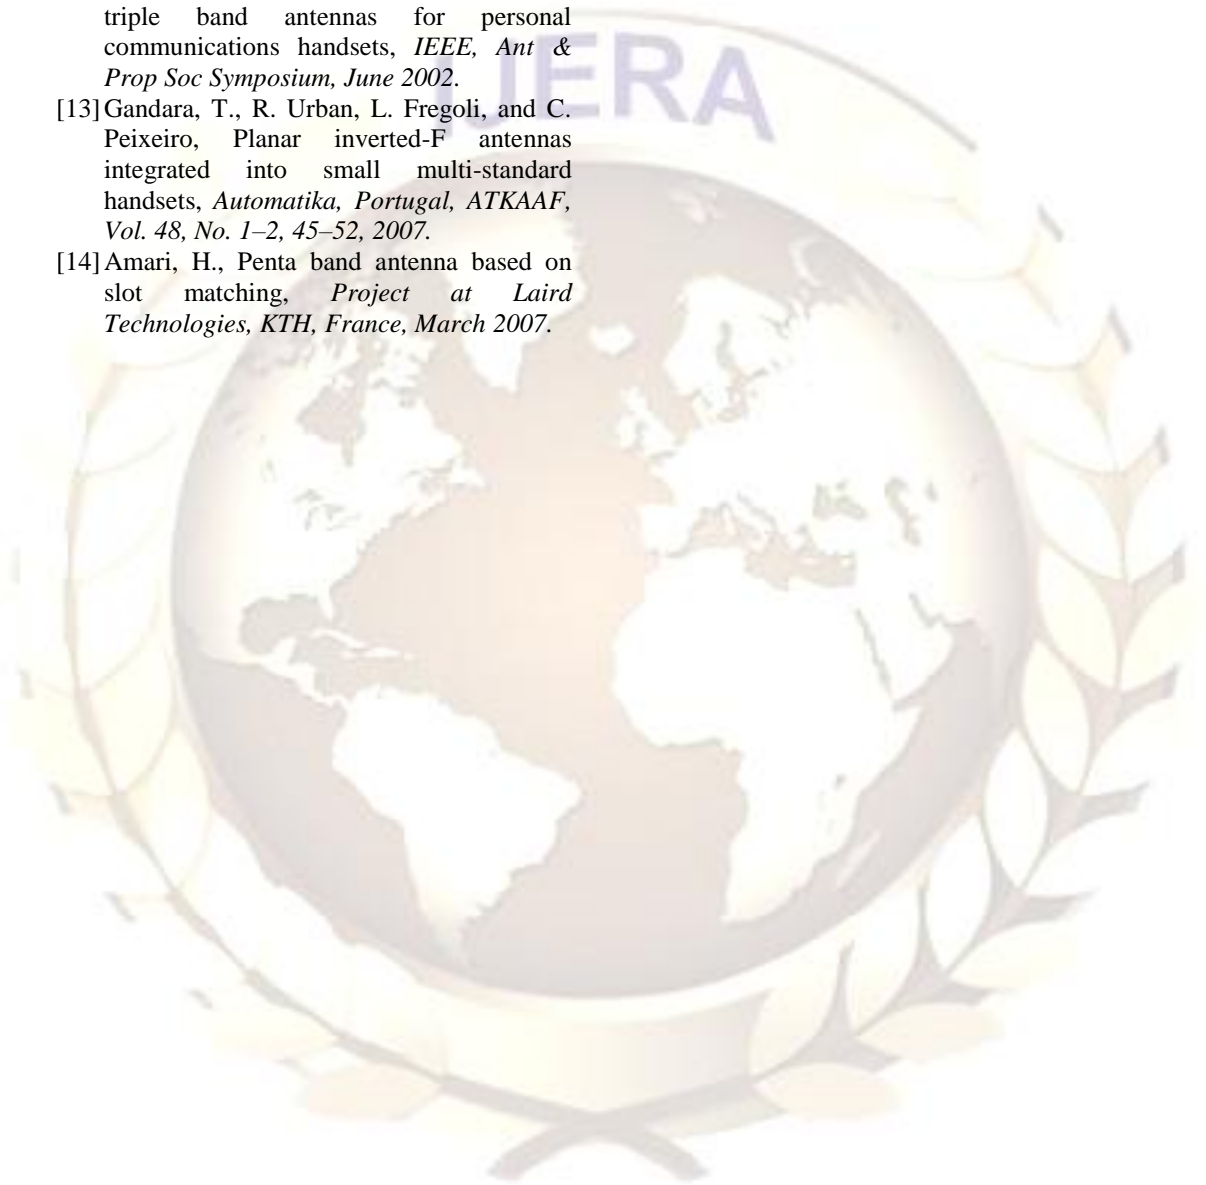 IJERA
triple band antennas for personal
communications handsets, IEEE, Ant &
Prop Soc Symposium, June 2002.
[13] Gandara, T., R. Urban, L. Fregoli, and C.
Peixeiro, Planar inverted-F antennas
integrated into small multi-standard
handsets, Automatika, Portugal, ATKAAF,
Vol. 48, No. 1–2, 45–52, 2007.
[14] Amari, H., Penta band antenna based on
slot matching, Project at Laird
Technologies, KTH, France, March 2007.